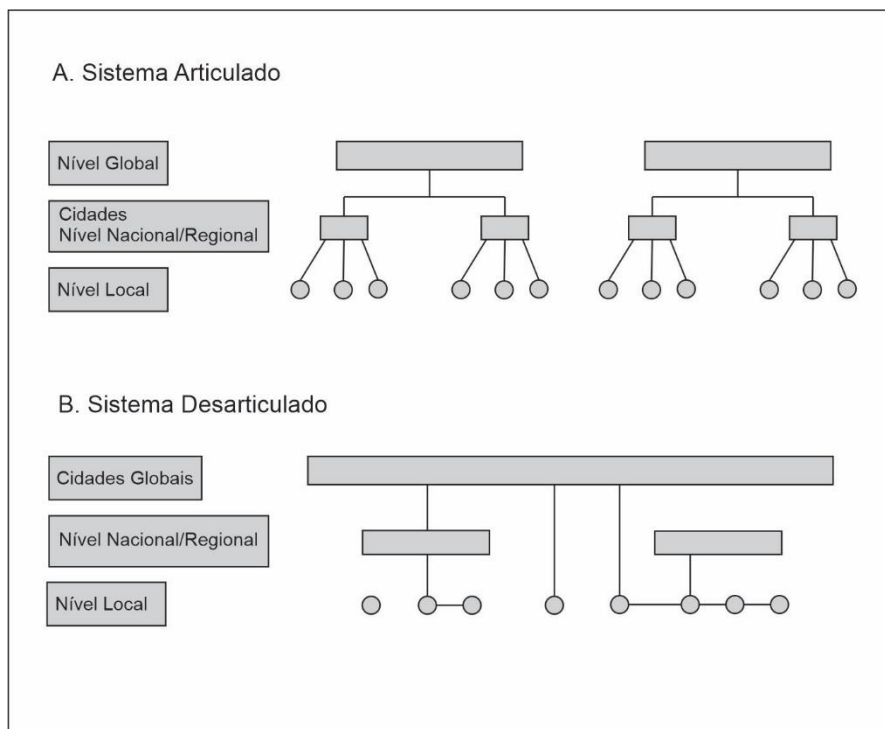 A. Sistema Articulado
Nível Global
Cidades
Nível Nacional/Regional
Nível Local
B. Sistema Desarticulado
Cidades Globais
Nível Nacional/Regional
Nível Local